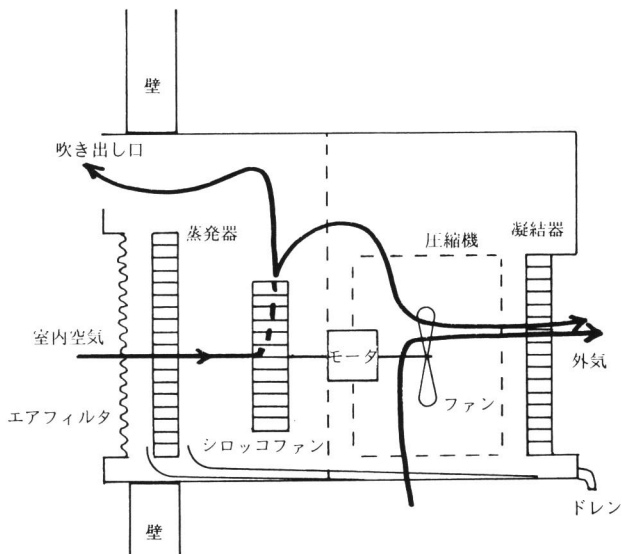 壁
吹き出し口
蒸発器
圧縮機
凝結器
室内空気
モータ
外気
ファン
エアフィルタ
シロッコファン
ドレン
壁